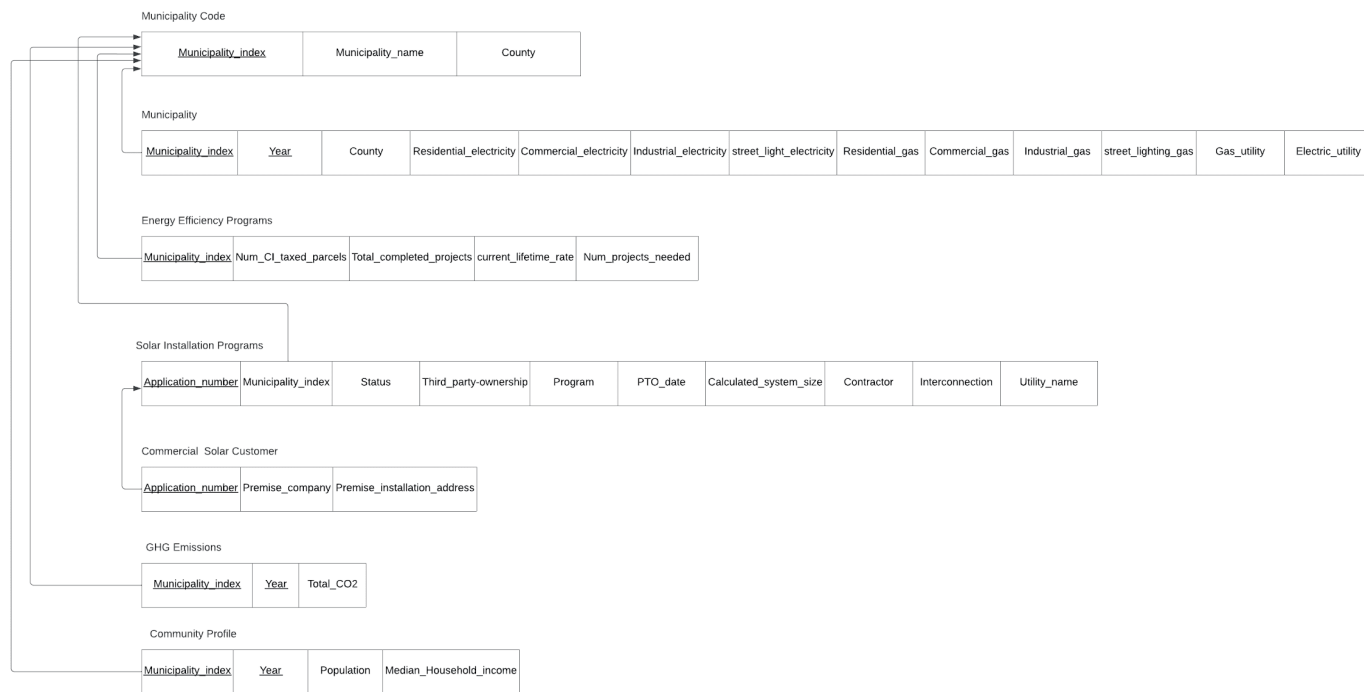 Municipality Code
Municipality_index Municipality_name County
Municipality
Municipality_index Year County Residential_electricity Commercial_electricity Industrial_electricity street_light_electricity Residential_gas Commercial_gas Industrial_gas street_lighting_gas Gas_utility Electric_utility
Energy Efficiency Programs
Municipality_index Num_CI_taxed_parcels Total_completed_projects current_lifetime_rate Num_projects_needed
Solar Installation Programs
Application_number Municipality_index Status Third_party-ownership Program PTO_date Calculated_system_size Contractor Interconnection Utility_name
Commercial Solar Customer
Application_number Premise_company Premise_installation_address
GHG Emissions
Municipality_index Year Total_CO2
Community Profile
Municipality_index Year Population Median_Household_income